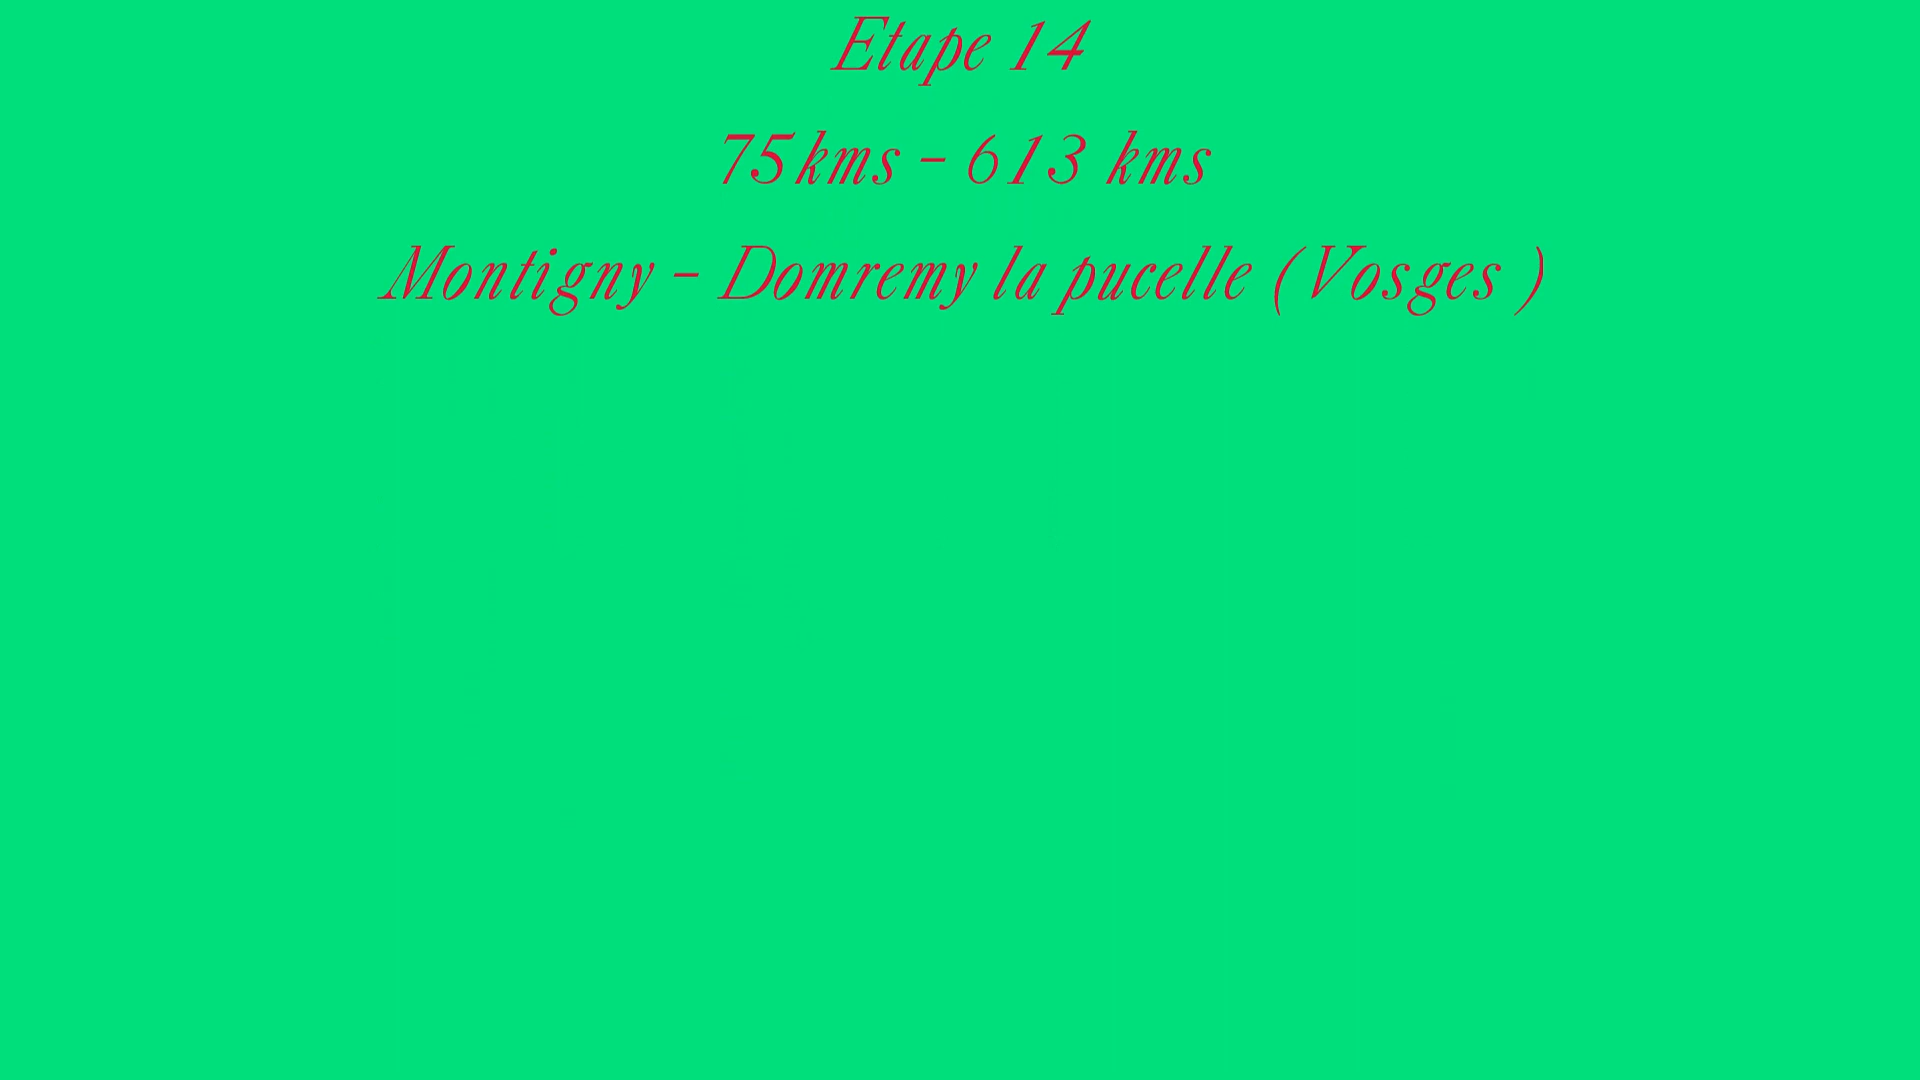 Etape 14
75kms - 613 kms
Montigny - Domremy la pucelle (Vosges )